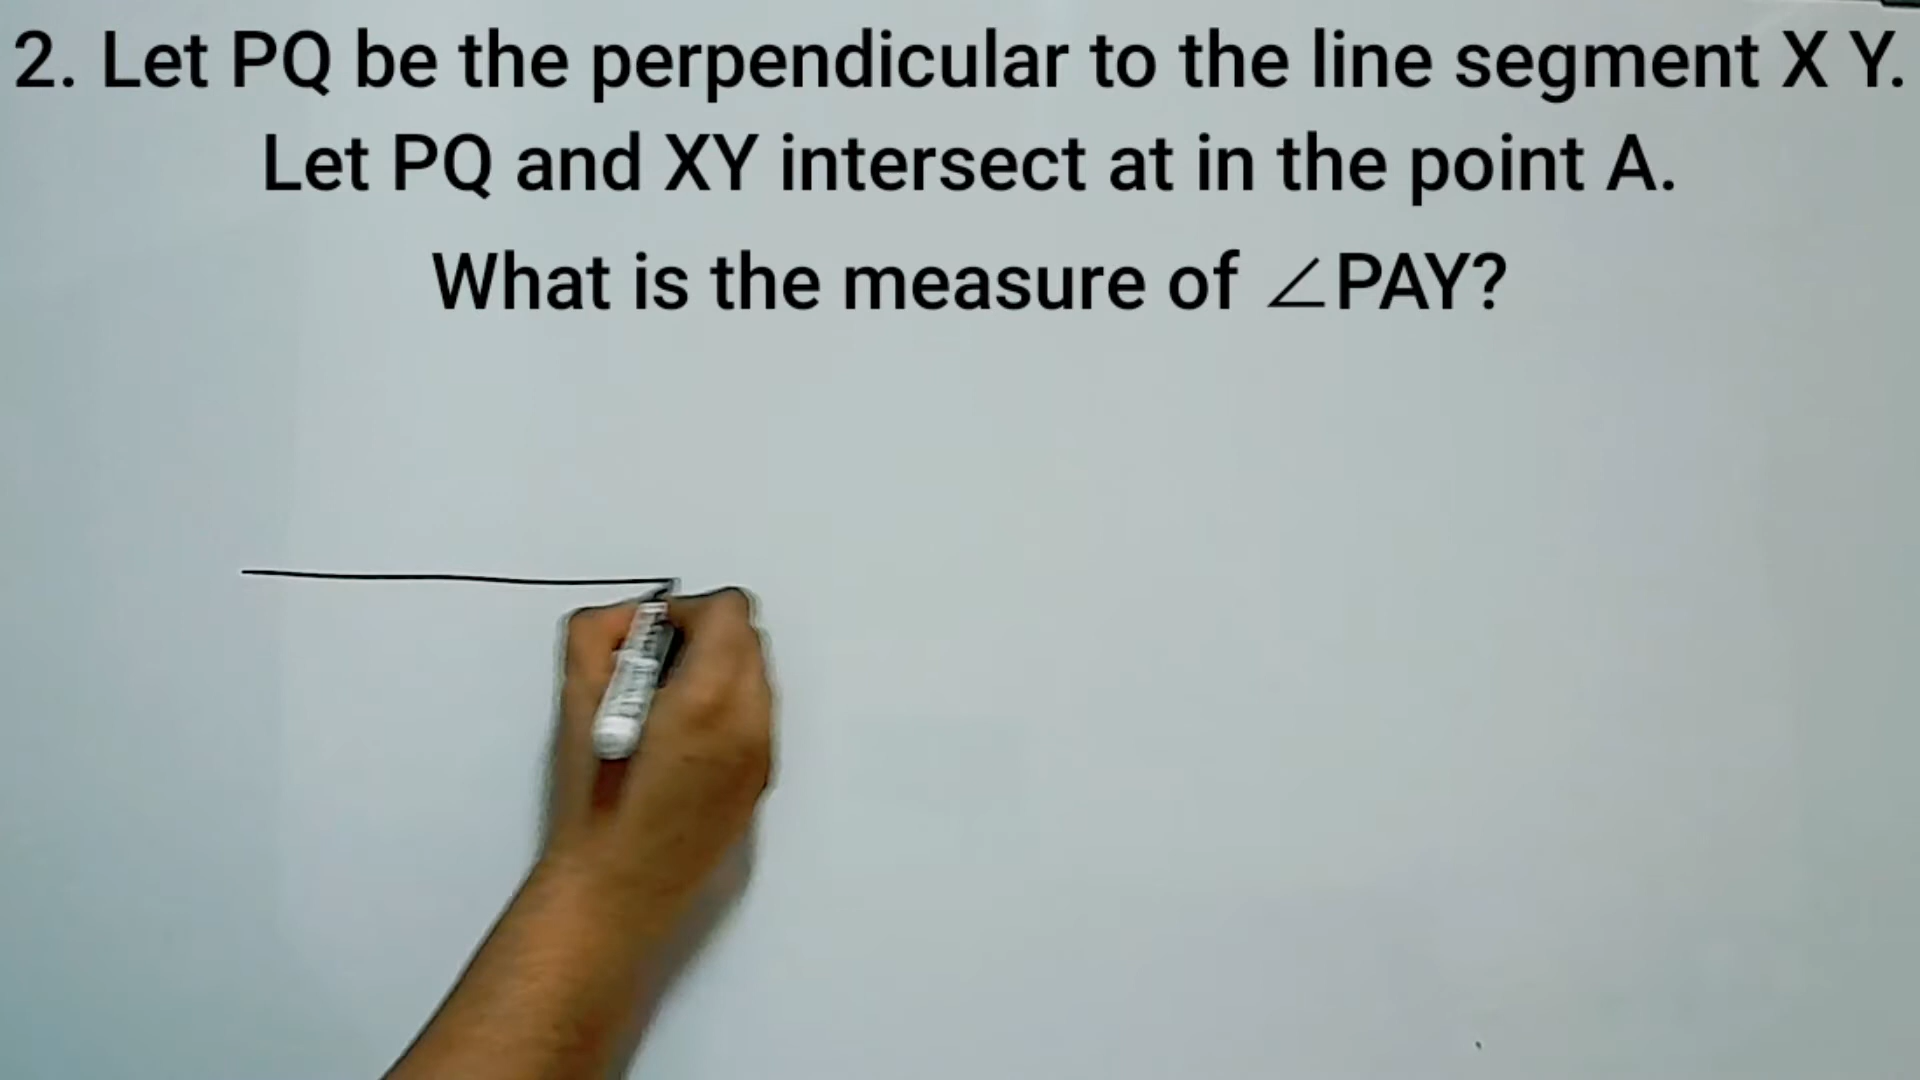 2. Let PQ be the perpendicular to the line segment X Y.
Let PQ and XY intersect at in the point A.
What is the measure of ∠PAY?